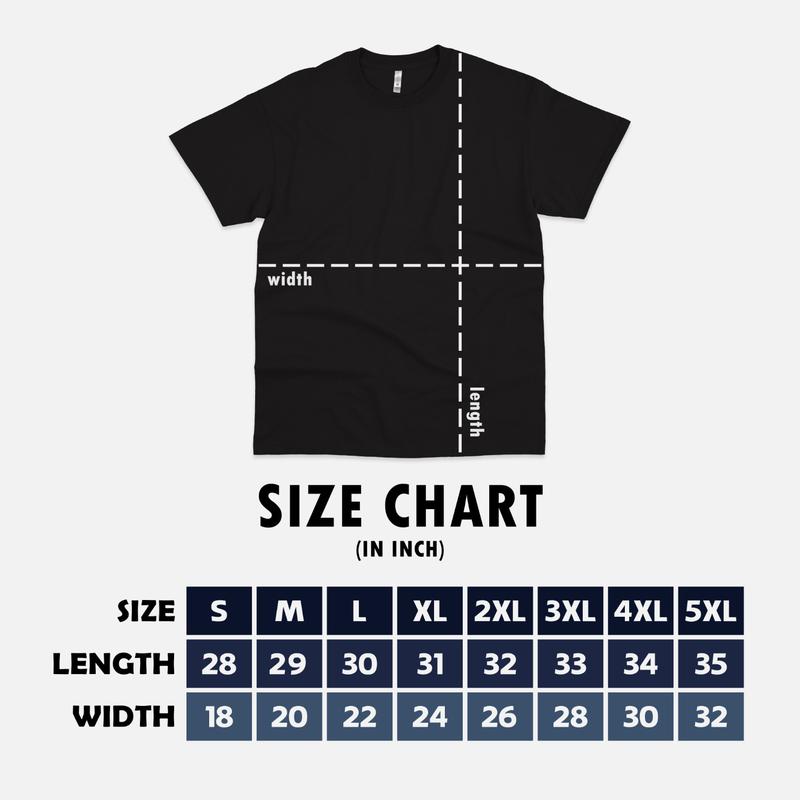 width
length
SIZE CHART
(IN INCH)
SIZE S M L XL 2XL 3XL 4XL 5XL
LENGTH 28 29 30 31 32 33 34 35
WIDTH 18 20 22 24 26 28 30 32